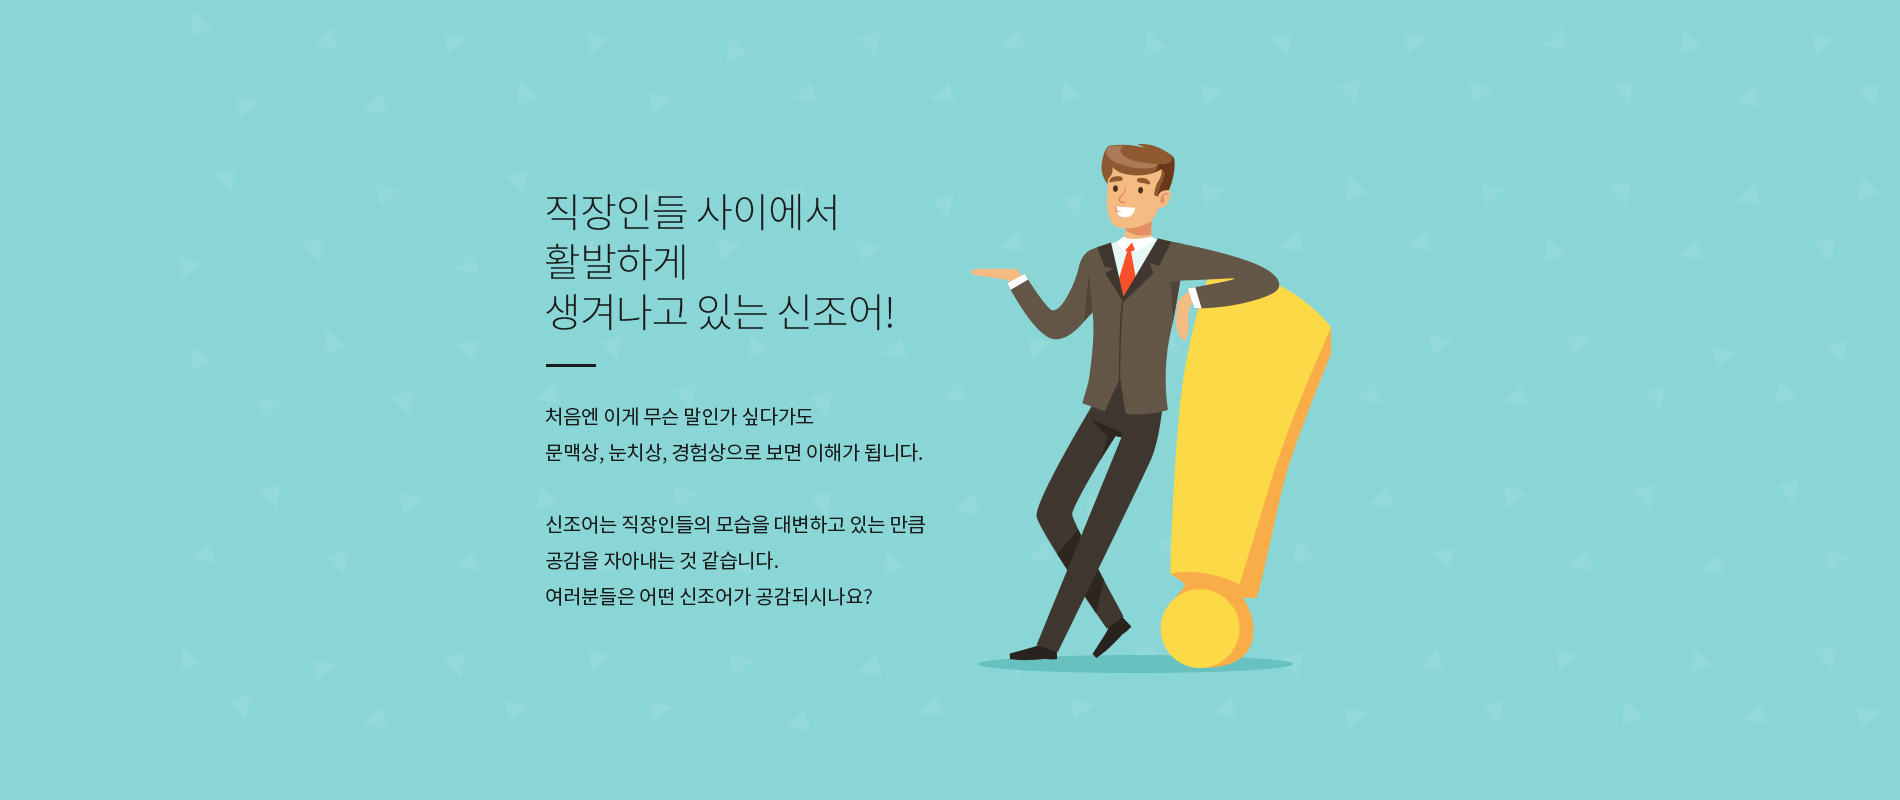 직장인들 사이에서
활발하게
생겨나고 있는 신조어!
처음엔 이게 무슨 말인가 싶다가도
문맥상, 눈치상, 경험상으로 보면 이해가 됩니다.
신조어는 직장인들의 모습을 대변하고 있는 만큼
공감을 자아내는 것 같습니다.
여러분들은 어떤 신조어가 공감되시나요?